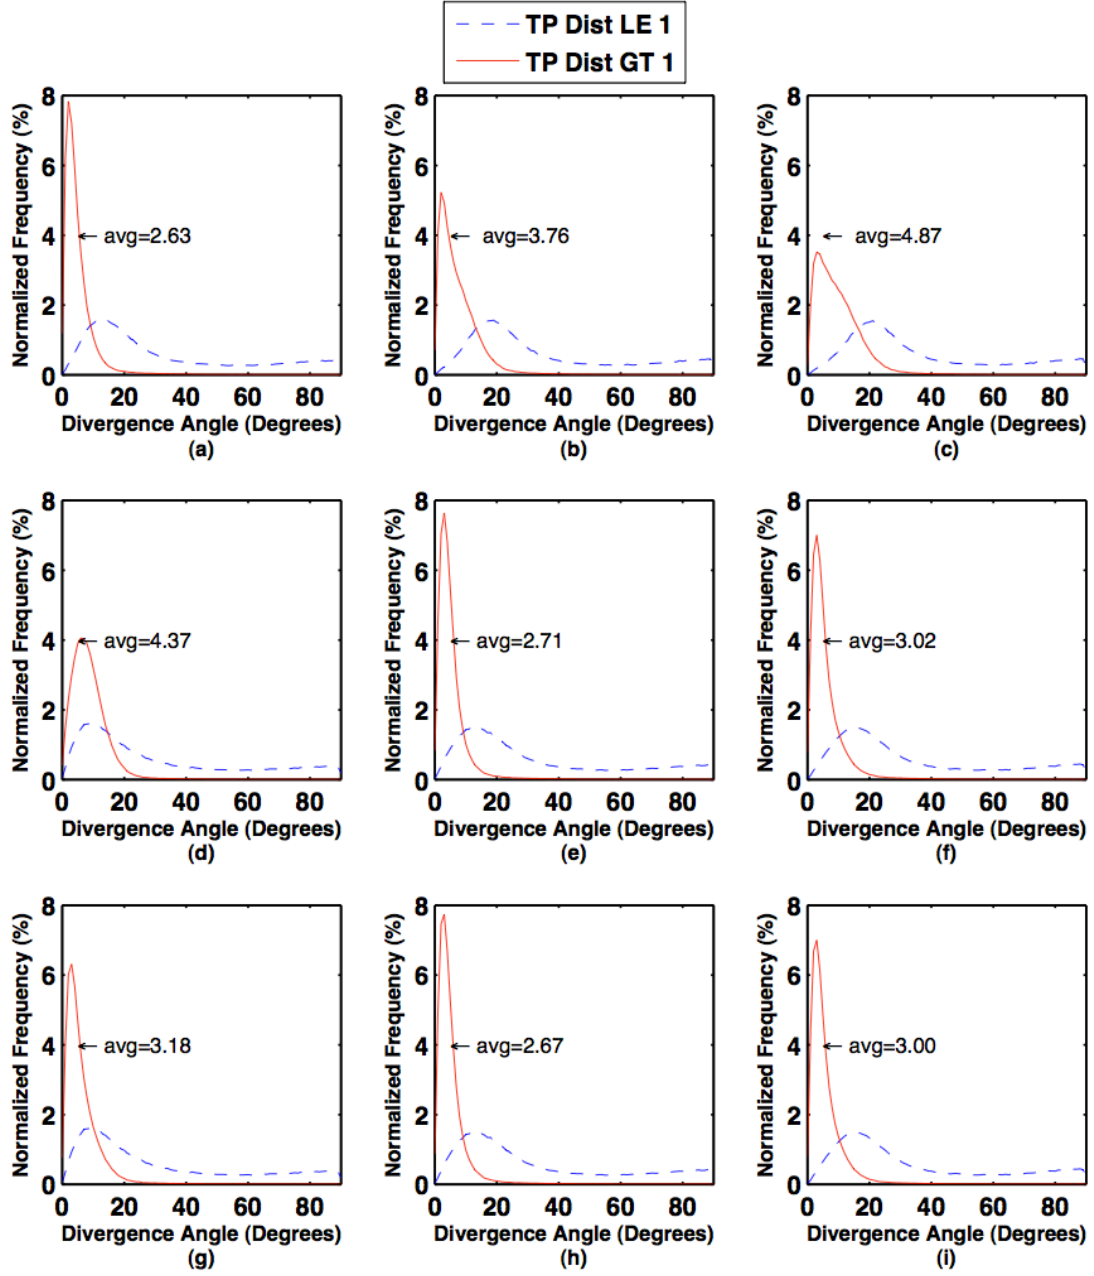 TP Dist LE 1
TP Dist GT 1
Normalized Frequency (%)
8
6
4
2
0
avg=2.63
0 20 40 60 80
Divergence Angle (Degrees)
(a)
Normalized Frequency (%)
8
6
4
2
0
avg=3.76
0 20 40 60 80
Divergence Angle (Degrees)
(b)
Normalized Frequency (%)
8
6
4
2
0
avg=4.87
0 20 40 60 80
Divergence Angle (Degrees)
(c)
Normalized Frequency (%)
8
6
4
2
0
avg=4.37
0 20 40 60 80
Divergence Angle (Degrees)
(d)
Normalized Frequency (%)
8
6
4
2
0
avg=2.71
0 20 40 60 80
Divergence Angle (Degrees)
(e)
Normalized Frequency (%)
8
6
4
2
0
avg=3.02
0 20 40 60 80
Divergence Angle (Degrees)
(f)
Normalized Frequency (%)
8
6
4
2
0
avg=3.18
0 20 40 60 80
Divergence Angle (Degrees)
(g)
Normalized Frequency (%)
8
6
4
2
0
avg=2.67
0 20 40 60 80
Divergence Angle (Degrees)
(h)
Normalized Frequency (%)
8
6
4
2
0
avg=3.00
0 20 40 60 80
Divergence Angle (Degrees)
(i)